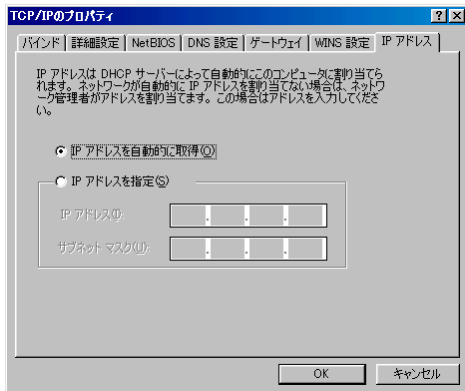 TCP/IPのプロパティ
バインド 詳細設定 NetBIOS DNS 設定 ゲートウェイ WINS 設定 IP アドレス
IP アドレスは DHCP サーバーによって自動的にこのコンピュータに割り当てら
れます。ネットワークが自動的に IP アドレスを割り当てない場合は、ネットワ
ーク管理者がアドレスを割り当てます。この場合はアドレスを入力してくださ
い。
IP アドレスを自動的に取得(O)
IP アドレスを指定(S)
IP アドレス(I):
サブネット マスク(U):
OK キャンセル